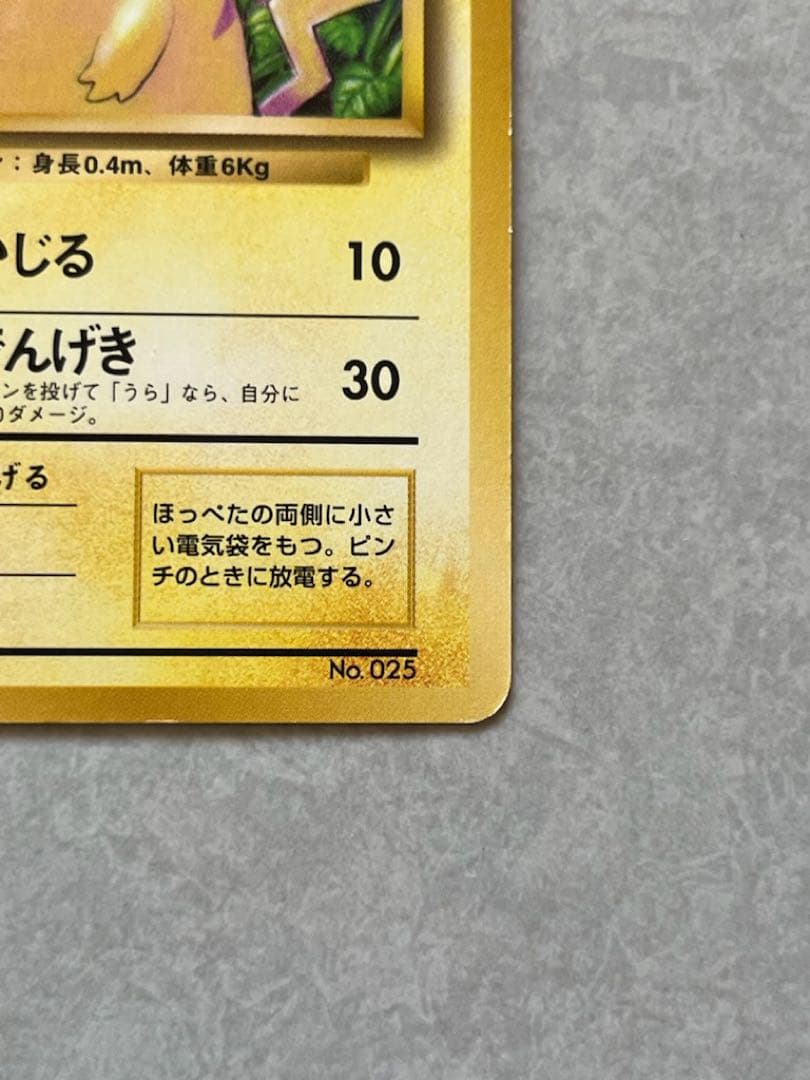 ：身長0.4m、体重6Kg
かじる 10
んげき 30
ンを投げて「うら」なら、自分に
0ダメージ。
げる
ほっぺたの両側に小さ
い電気袋をもつ。ピン
チのときに放電する。
No. 025